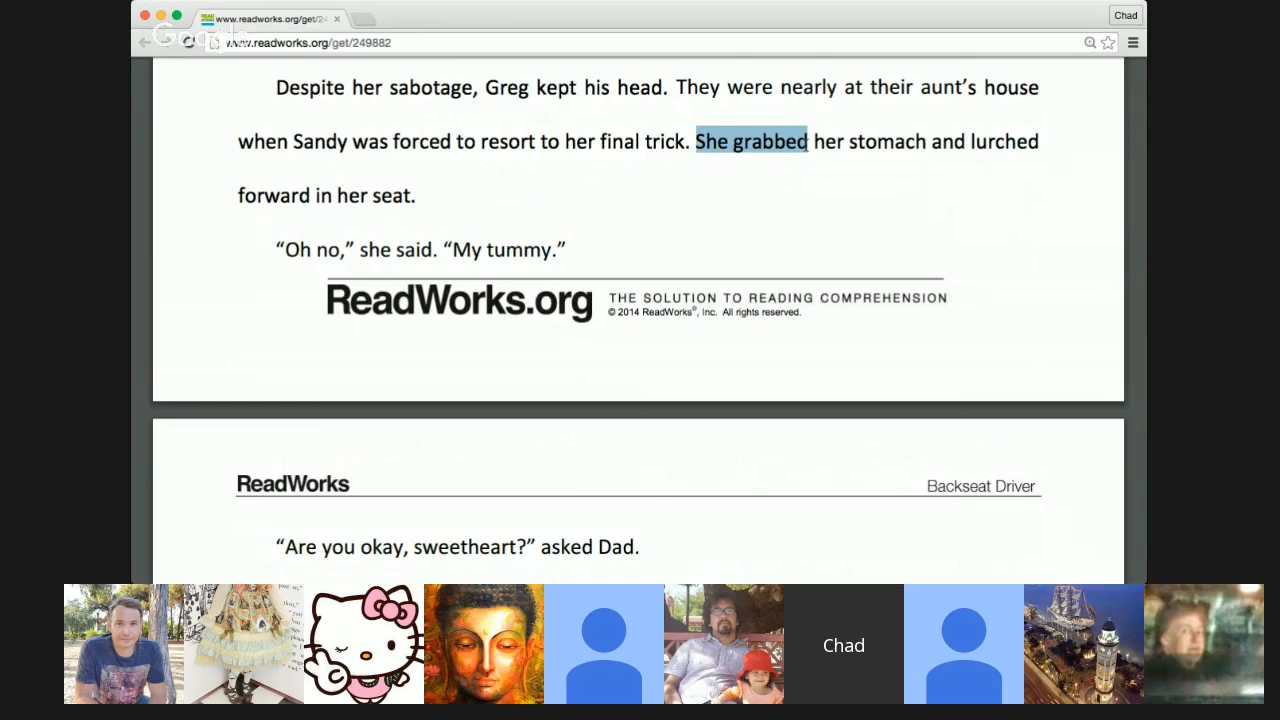 www.readworks.org/get/24
Chad
Google
www.readworks.org/get/249882
Despite her sabotage, Greg kept his head. They were nearly at their aunt’s house
when Sandy was forced to resort to her final trick. She grabbed her stomach and lurched
forward in her seat.
“Oh no,” she said. “My tummy.”
ReadWorks.org THE SOLUTION TO READING COMPREHENSION
© 2014 ReadWorks®, Inc. All rights reserved.
ReadWorks Backseat Driver
“Are you okay, sweetheart?” asked Dad.
Chad